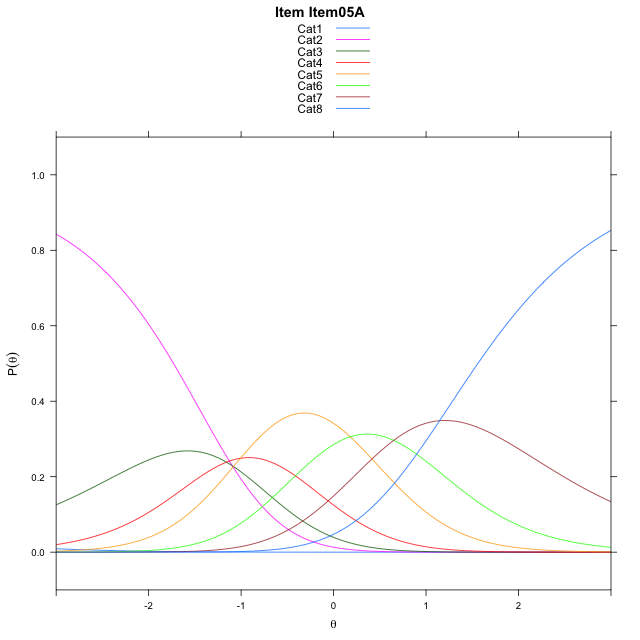 Item Item05A
Cat1
Cat2
Cat3
Cat4
Cat5
Cat6
Cat7
Cat8
1.0
0.8
0.6
0.4
0.2
0.0
P(θ)
-2 -1 0 1 2
θ